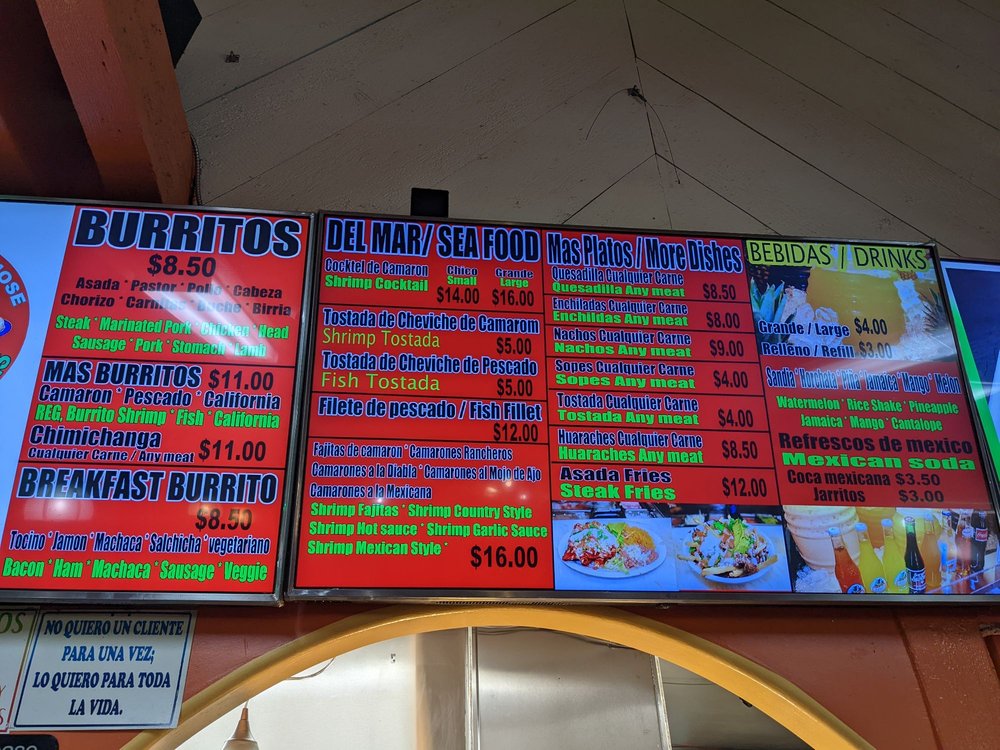 BURRITOS
$8.50
Asada * Pastor * Pollo * Cabeza
Chorizo * Carnitas * Buche * Birria
Steak * Marinated Pork * Chicken * Head
Sausage * Pork * Stomach * Lamb
MAS BURRITOS $11.00
Camaron * Pescado * California
REG, Burrito Shrimp * Fish * California
Chimichanga
Cualquier Carne / Any meat $11.00
BREAKFAST BURRITO
$8.50
Tocino * Jamon * Machaca * Salchicha * vegetariano
Bacon * Ham * Machaca * Sausage * Veggie
DEL MAR/ SEA FOOD
Cocktel de Camaron Chico Grande
Shrimp Cocktail Small Large
$14.00 $16.00
Tostada de Cheviche de Camarom
Shrimp Tostada $5.00
Tostada de Cheviche de Pescado
Fish Tostada $5.00
Filete de pescado / Fish Fillet
$12.00
Fajitas de camaron * Camarones Rancheros
Camarones a la Diabla * Camarones al Mojo de Ajo
Camarones a la Mexicana
Shrimp Fajitas * Shrimp Country Style
Shrimp Hot sauce * Shrimp Garlic Sauce
Shrimp Mexican Style *
$16.00
Mas Platos / More Dishes
Quesadilla Cualquier Carne
Quesadilla Any meat $8.50
Enchiladas Cualquier Carne
Enchildas Any meat $8.00
Nachos Cualquier Carne
Nachos Any meat $9.00
Sopes Cualquier Carne
Sopes Any meat $4.00
Tostada Cualquier Carne
Tostada Any meat $4.00
Huaraches Cualquier Carne
Huaraches Any meat $8.50
Asada Fries
Steak Fries $12.00
BEBIDAS / DRINKS
Grande / Large $4.00
Relleno / Refill $3.00
Sandia * Horchata * Piña * Jamaica * Mango * Melon
Watermelon * Rice Shake * Pineapple
Jamaica * Mango * Cantalope
Refrescos de mexico
Mexican soda
Coca mexicana $3.50
Jarritos $3.00
NO QUIERO UN CLIENTE
PARA UNA VEZ;
LO QUIERO PARA TODA
LA VIDA.